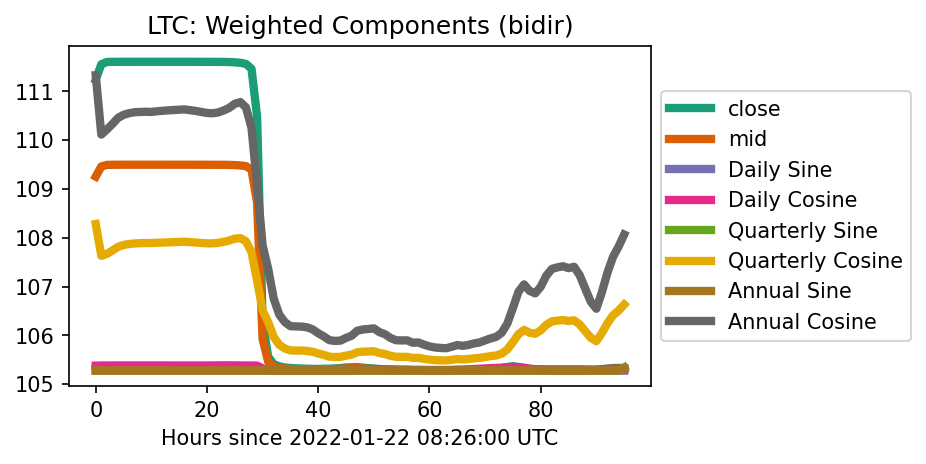 LTC: Weighted Components (bidir)
111
110
109
108
107
106
105
0 20 40 60 80
Hours since 2022-01-22 08:26:00 UTC
close
mid
Daily Sine
Daily Cosine
Quarterly Sine
Quarterly Cosine
Annual Sine
Annual Cosine